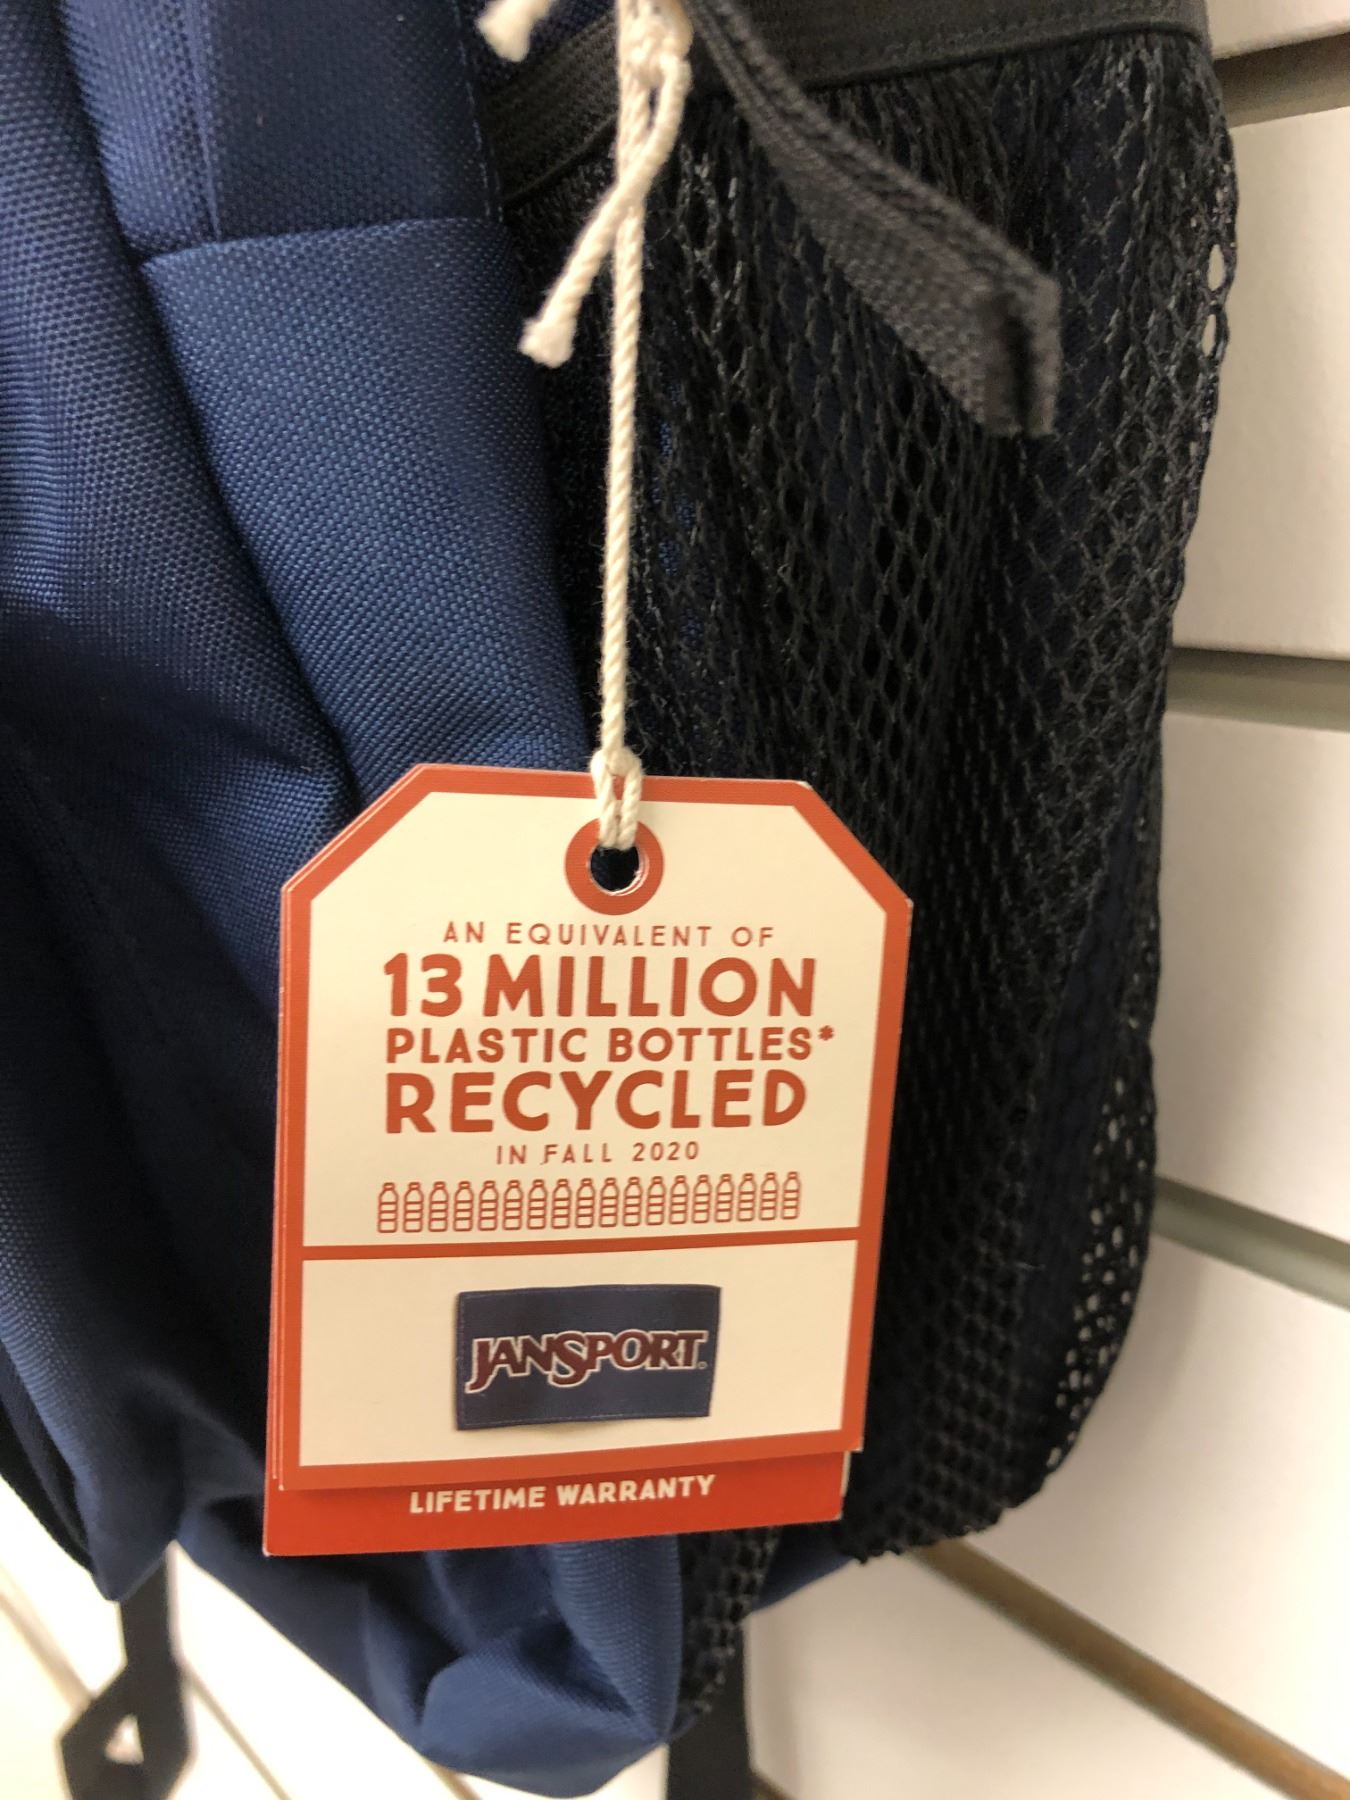 AN EQUIVALENT OF
13 MILLION
PLASTIC BOTTLES*
RECYCLED
IN FALL 2020
JANSPORT.
LIFETIME WARRANTY